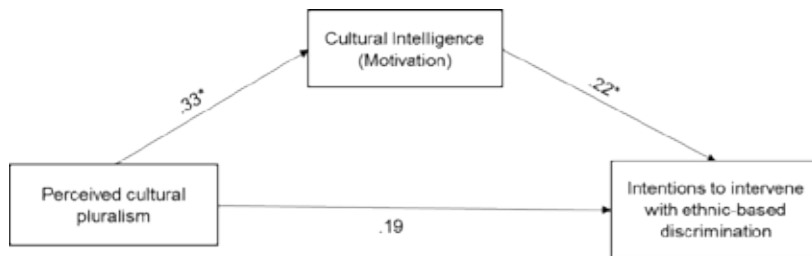 Cultural Intelligence
(Motivation)
.33*
.22*
Perceived cultural
pluralism
.19
Intentions to intervene
with ethnic-based
discrimination